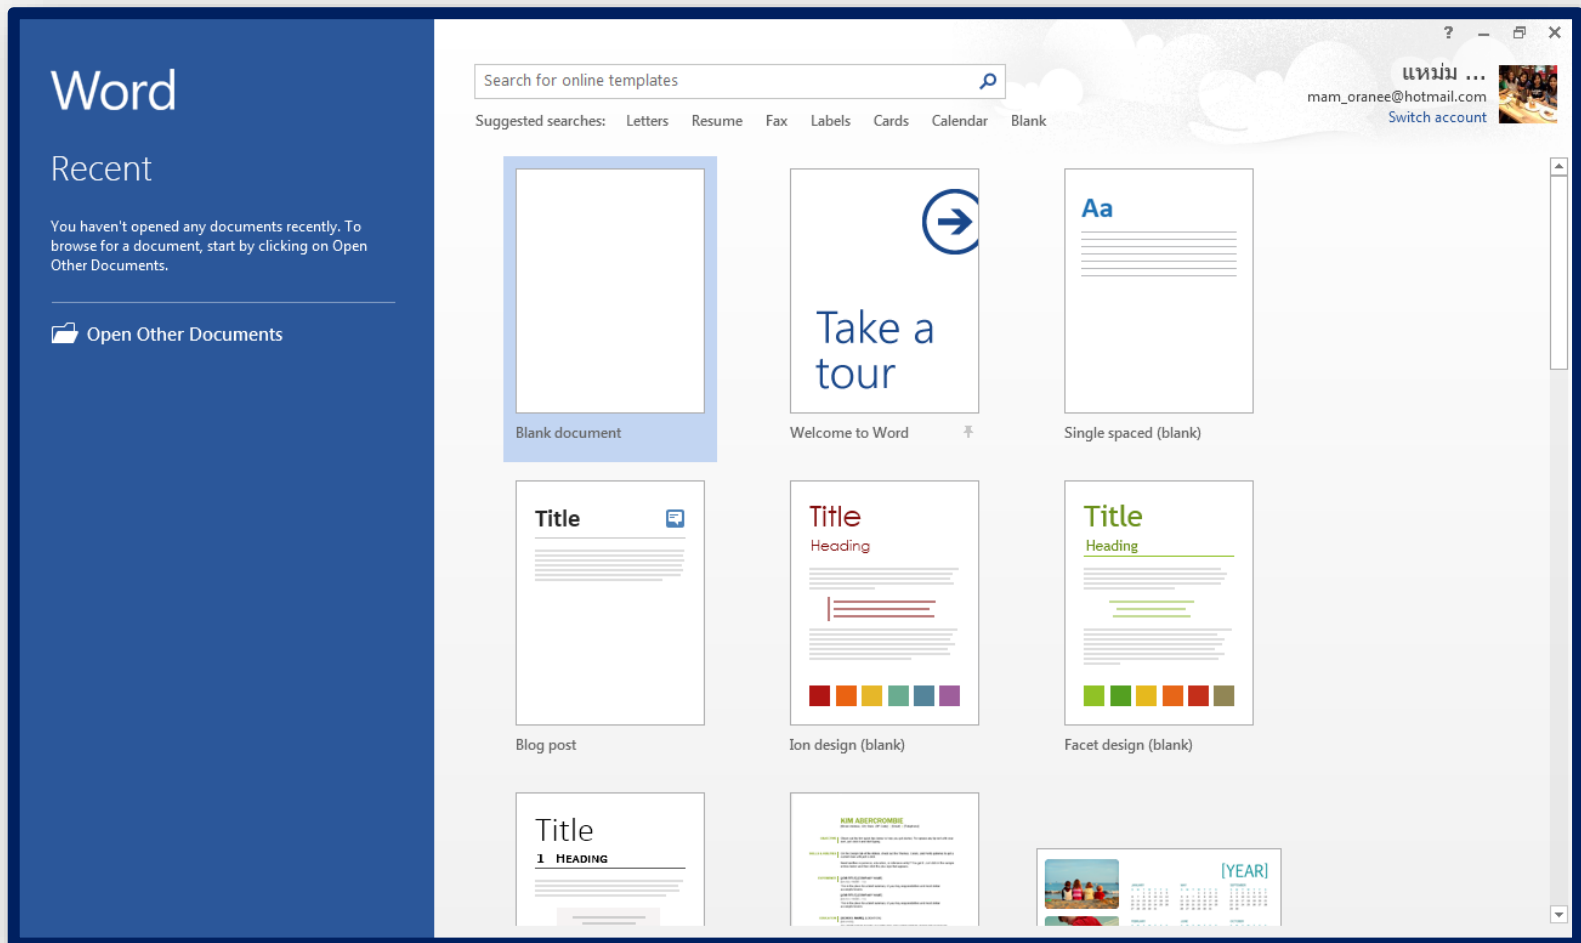 Word
Recent
You haven't opened any documents recently. To
browse for a document, start by clicking on Open
Other Documents.
Open Other Documents
?
Search for online templates
Suggested searches: Letters Resume Fax Labels Cards Calendar Blank
แหม่ม ...
mam_oranee@hotmail.com
Switch account
Blank document
Take a
tour
Welcome to Word
Aa
Single spaced (blank)
Title
Blog post
Title
Heading
Ion design (blank)
Title
Heading
Facet design (blank)
Title
1 HEADING
KIM ABERCROMBIE
[YEAR]